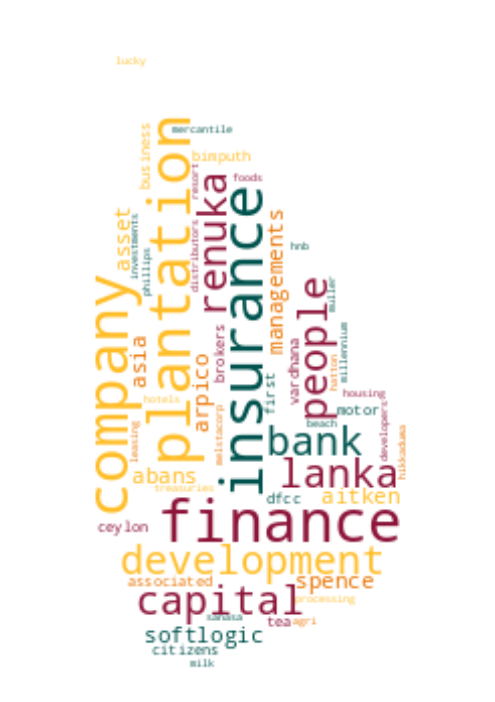 lucky
mercantile
business
plantation
bimputh
resort
renuka
foods
insurance
asset
investments
phillips
distributors
managements
hnb
company
people
muller
asia
arpico
brokers
first
vardhana
millennium
hatton
housing
hotels
melstacorp
motor
beach
developers
hikkaduwa
leasing
bank
abans
lanka
treasuries
dfcc
aitken
finance
ceylon
development
associated
spence
capital
processing
sanasa
tea
agri
softlogic
citizens
milk